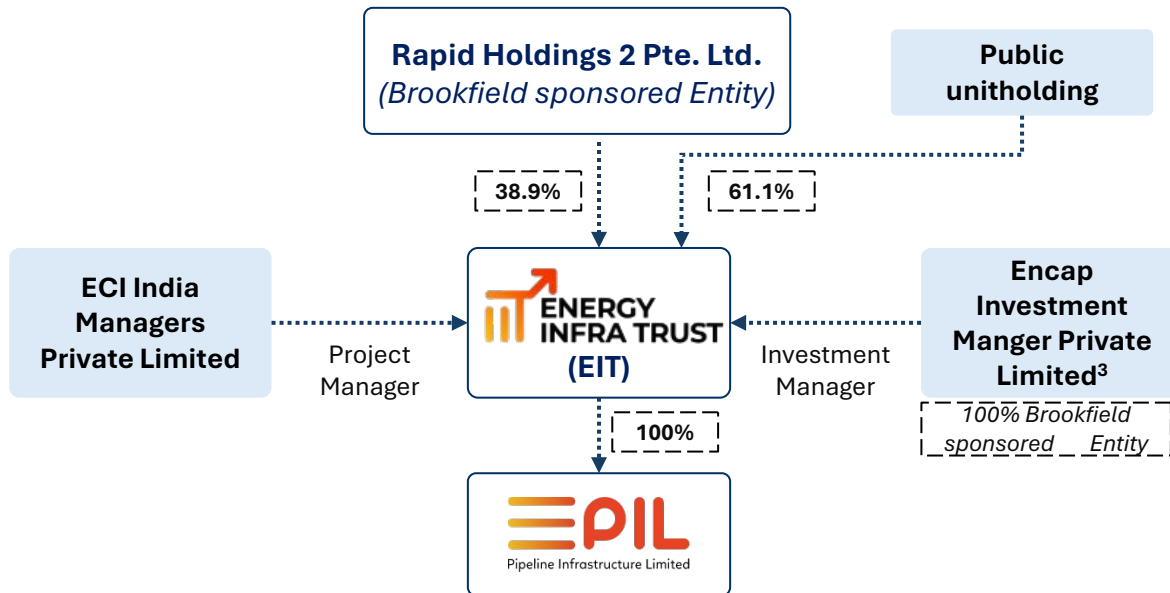 Rapid Holdings 2 Pte. Ltd.
(Brookfield sponsored Entity)
Public
unitholding
38.9%
61.1%
ECI India
Managers
Private Limited
Project
Manager
ENERGY
INFRA TRUST
(EIT)
Investment
Manager
Encap
Investment
Manger Private
Limited³
100% Brookfield
sponsored Entity
100%
PIL
Pipeline Infrastructure Limited